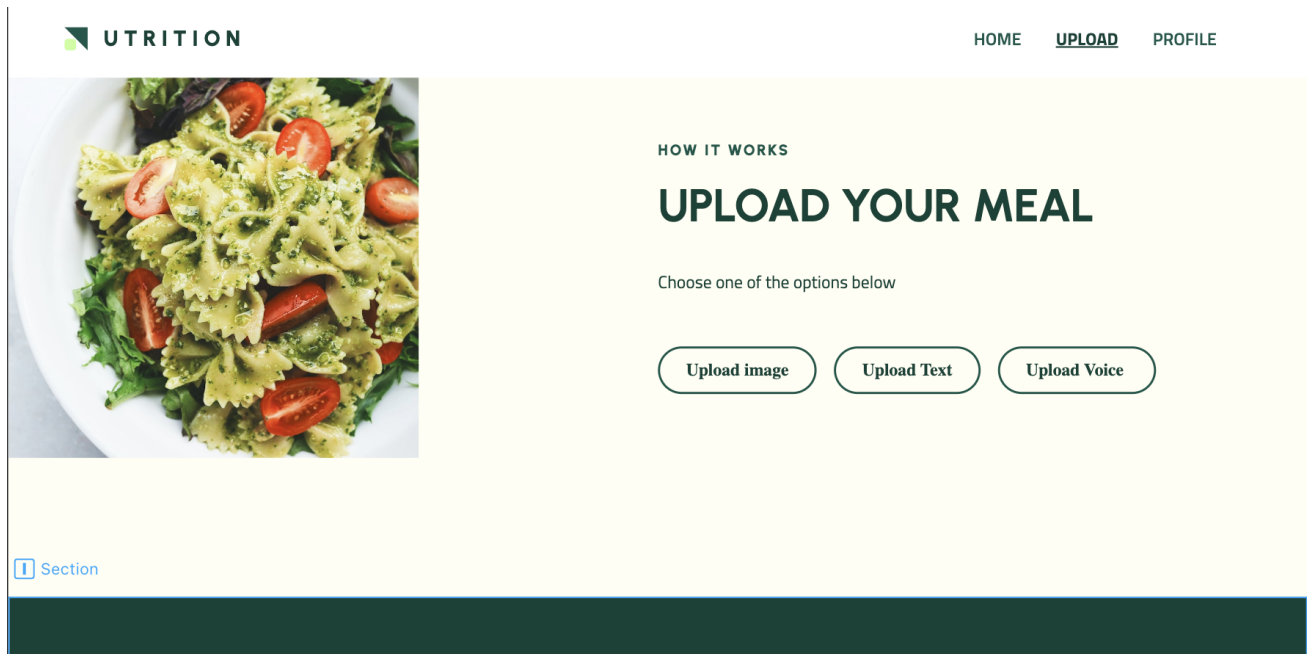 UTRITION
HOME UPLOAD PROFILE
HOW IT WORKS
UPLOAD YOUR MEAL
Choose one of the options below
Upload image Upload Text Upload Voice
Section